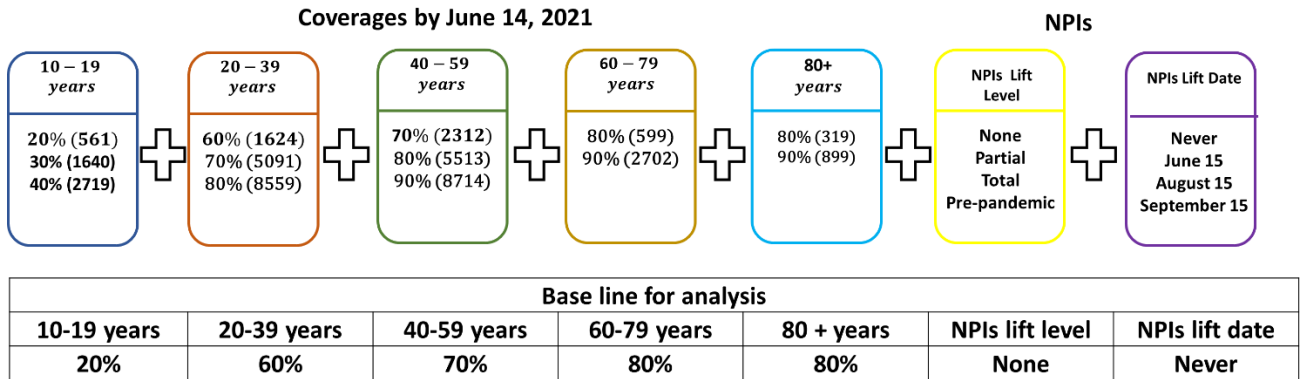 Coverages by June 14, 2021
NPIs
10 – 19
years
20% (561)
30% (1640)
40% (2719)
20 – 39
years
60% (1624)
70% (5091)
80% (8559)
40 – 59
years
70% (2312)
80% (5513)
90% (8714)
60 – 79
years
80% (599)
90% (2702)
80+
years
80% (319)
90% (899)
NPIs Lift
Level
None
Partial
Total
Pre-pandemic
NPIs Lift Date
Never
June 15
August 15
September 15
Base line for analysis
10-19 years 20-39 years 40-59 years 60-79 years 80 + years NPIs lift level NPIs lift date
20% 60% 70% 80% 80% None Never